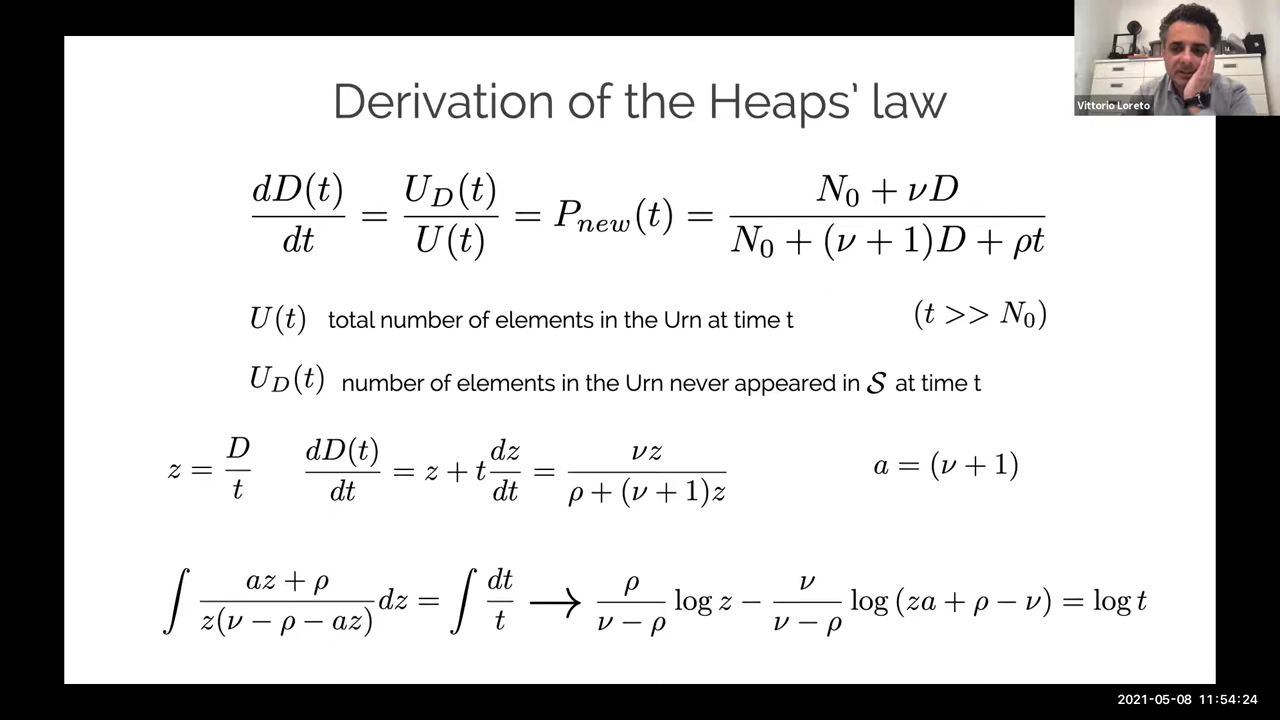 Derivation of the Heaps' law
Vittorio Loreto
dD(t)/dt = U_D(t)/U(t) = P_new(t) = (N_0 + νD)/(N_0 + (ν + 1)D + ρt)
U(t) total number of elements in the Urn at time t (t >> N_0)
U_D(t) number of elements in the Urn never appeared in 𝒮 at time t
z = D/t dD(t)/dt = z + t dz/dt = νz/(ρ + (ν + 1)z) a = (ν + 1)
∫ (az + ρ)/(z(ν − ρ − az)) dz = ∫ dt/t ⟶ ρ/(ν − ρ) log z − ν/(ν − ρ) log (za + ρ − ν) = log t
2021-05-08 11:54:24